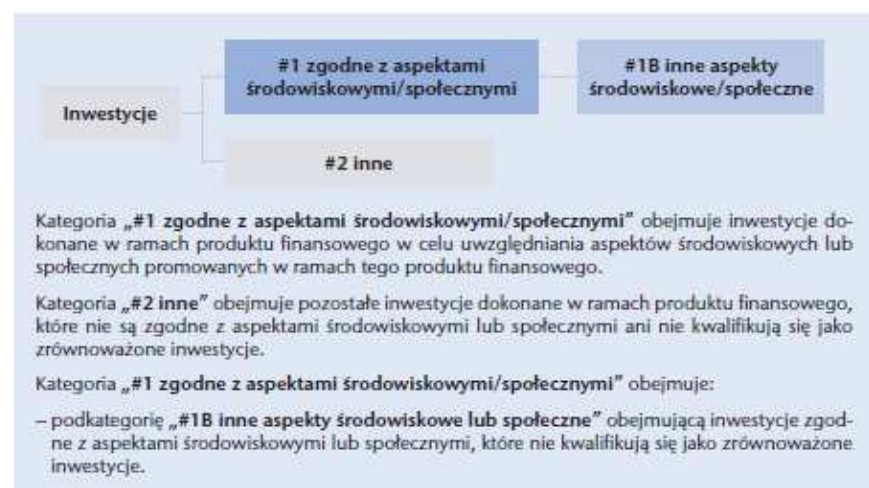 #1 zgodne z aspektami
środowiskowymi/społecznymi
#1B inne aspekty
środowiskowe/społeczne
Inwestycje
#2 inne
Kategoria „#1 zgodne z aspektami środowiskowymi/społecznymi” obejmuje inwestycje do-
konane w ramach produktu finansowego w celu uwzględniania aspektów środowiskowych lub
społecznych promowanych w ramach tego produktu finansowego.
Kategoria „#2 inne” obejmuje pozostałe inwestycje dokonane w ramach produktu finansowego,
które nie są zgodne z aspektami środowiskowymi lub społecznymi ani nie kwalifikują się jako
zrównoważone inwestycje.
Kategoria „#1 zgodne z aspektami środowiskowymi/społecznymi” obejmuje:
– podkategorię „#1B inne aspekty środowiskowe lub społeczne” obejmującą inwestycje zgod-
ne z aspektami środowiskowymi lub społecznymi, które nie kwalifikują się jako zrównoważone
inwestycje.